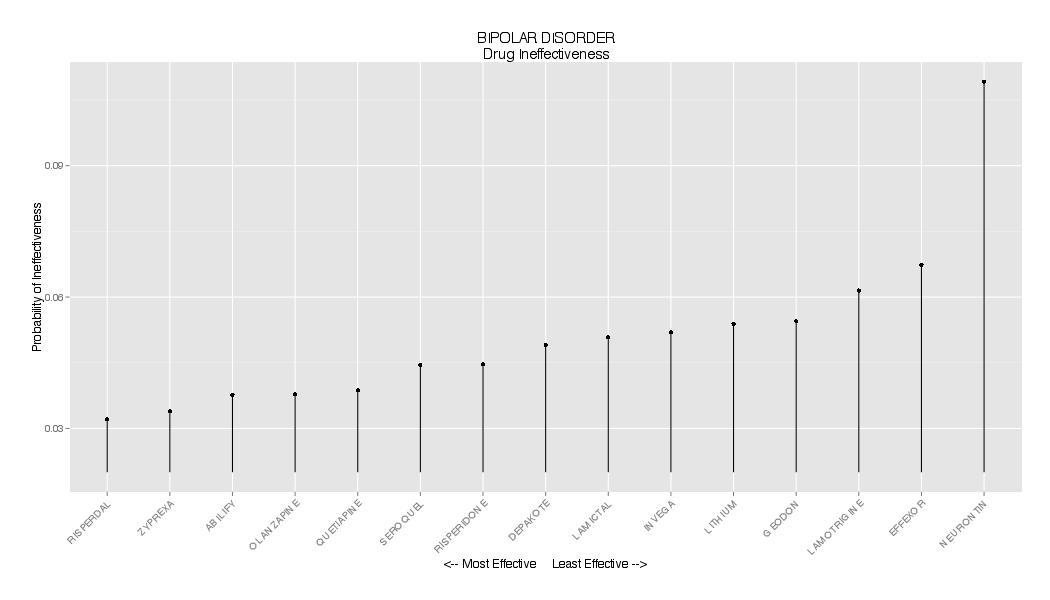 BIPOLAR DISORDER
Drug Ineffectiveness
Probability of Ineffectiveness
0.09
0.06
0.03
RISPERDAL
ZYPREXA
ABILIFY
OLANZAPINE
QUETIAPINE
SEROQUEL
RISPERIDONE
DEPAKOTE
LAMICTAL
INVEGA
LITHIUM
GEODON
LAMOTRIGINE
EFFEXOR
NEURONTIN
<-- Most Effective Least Effective -->